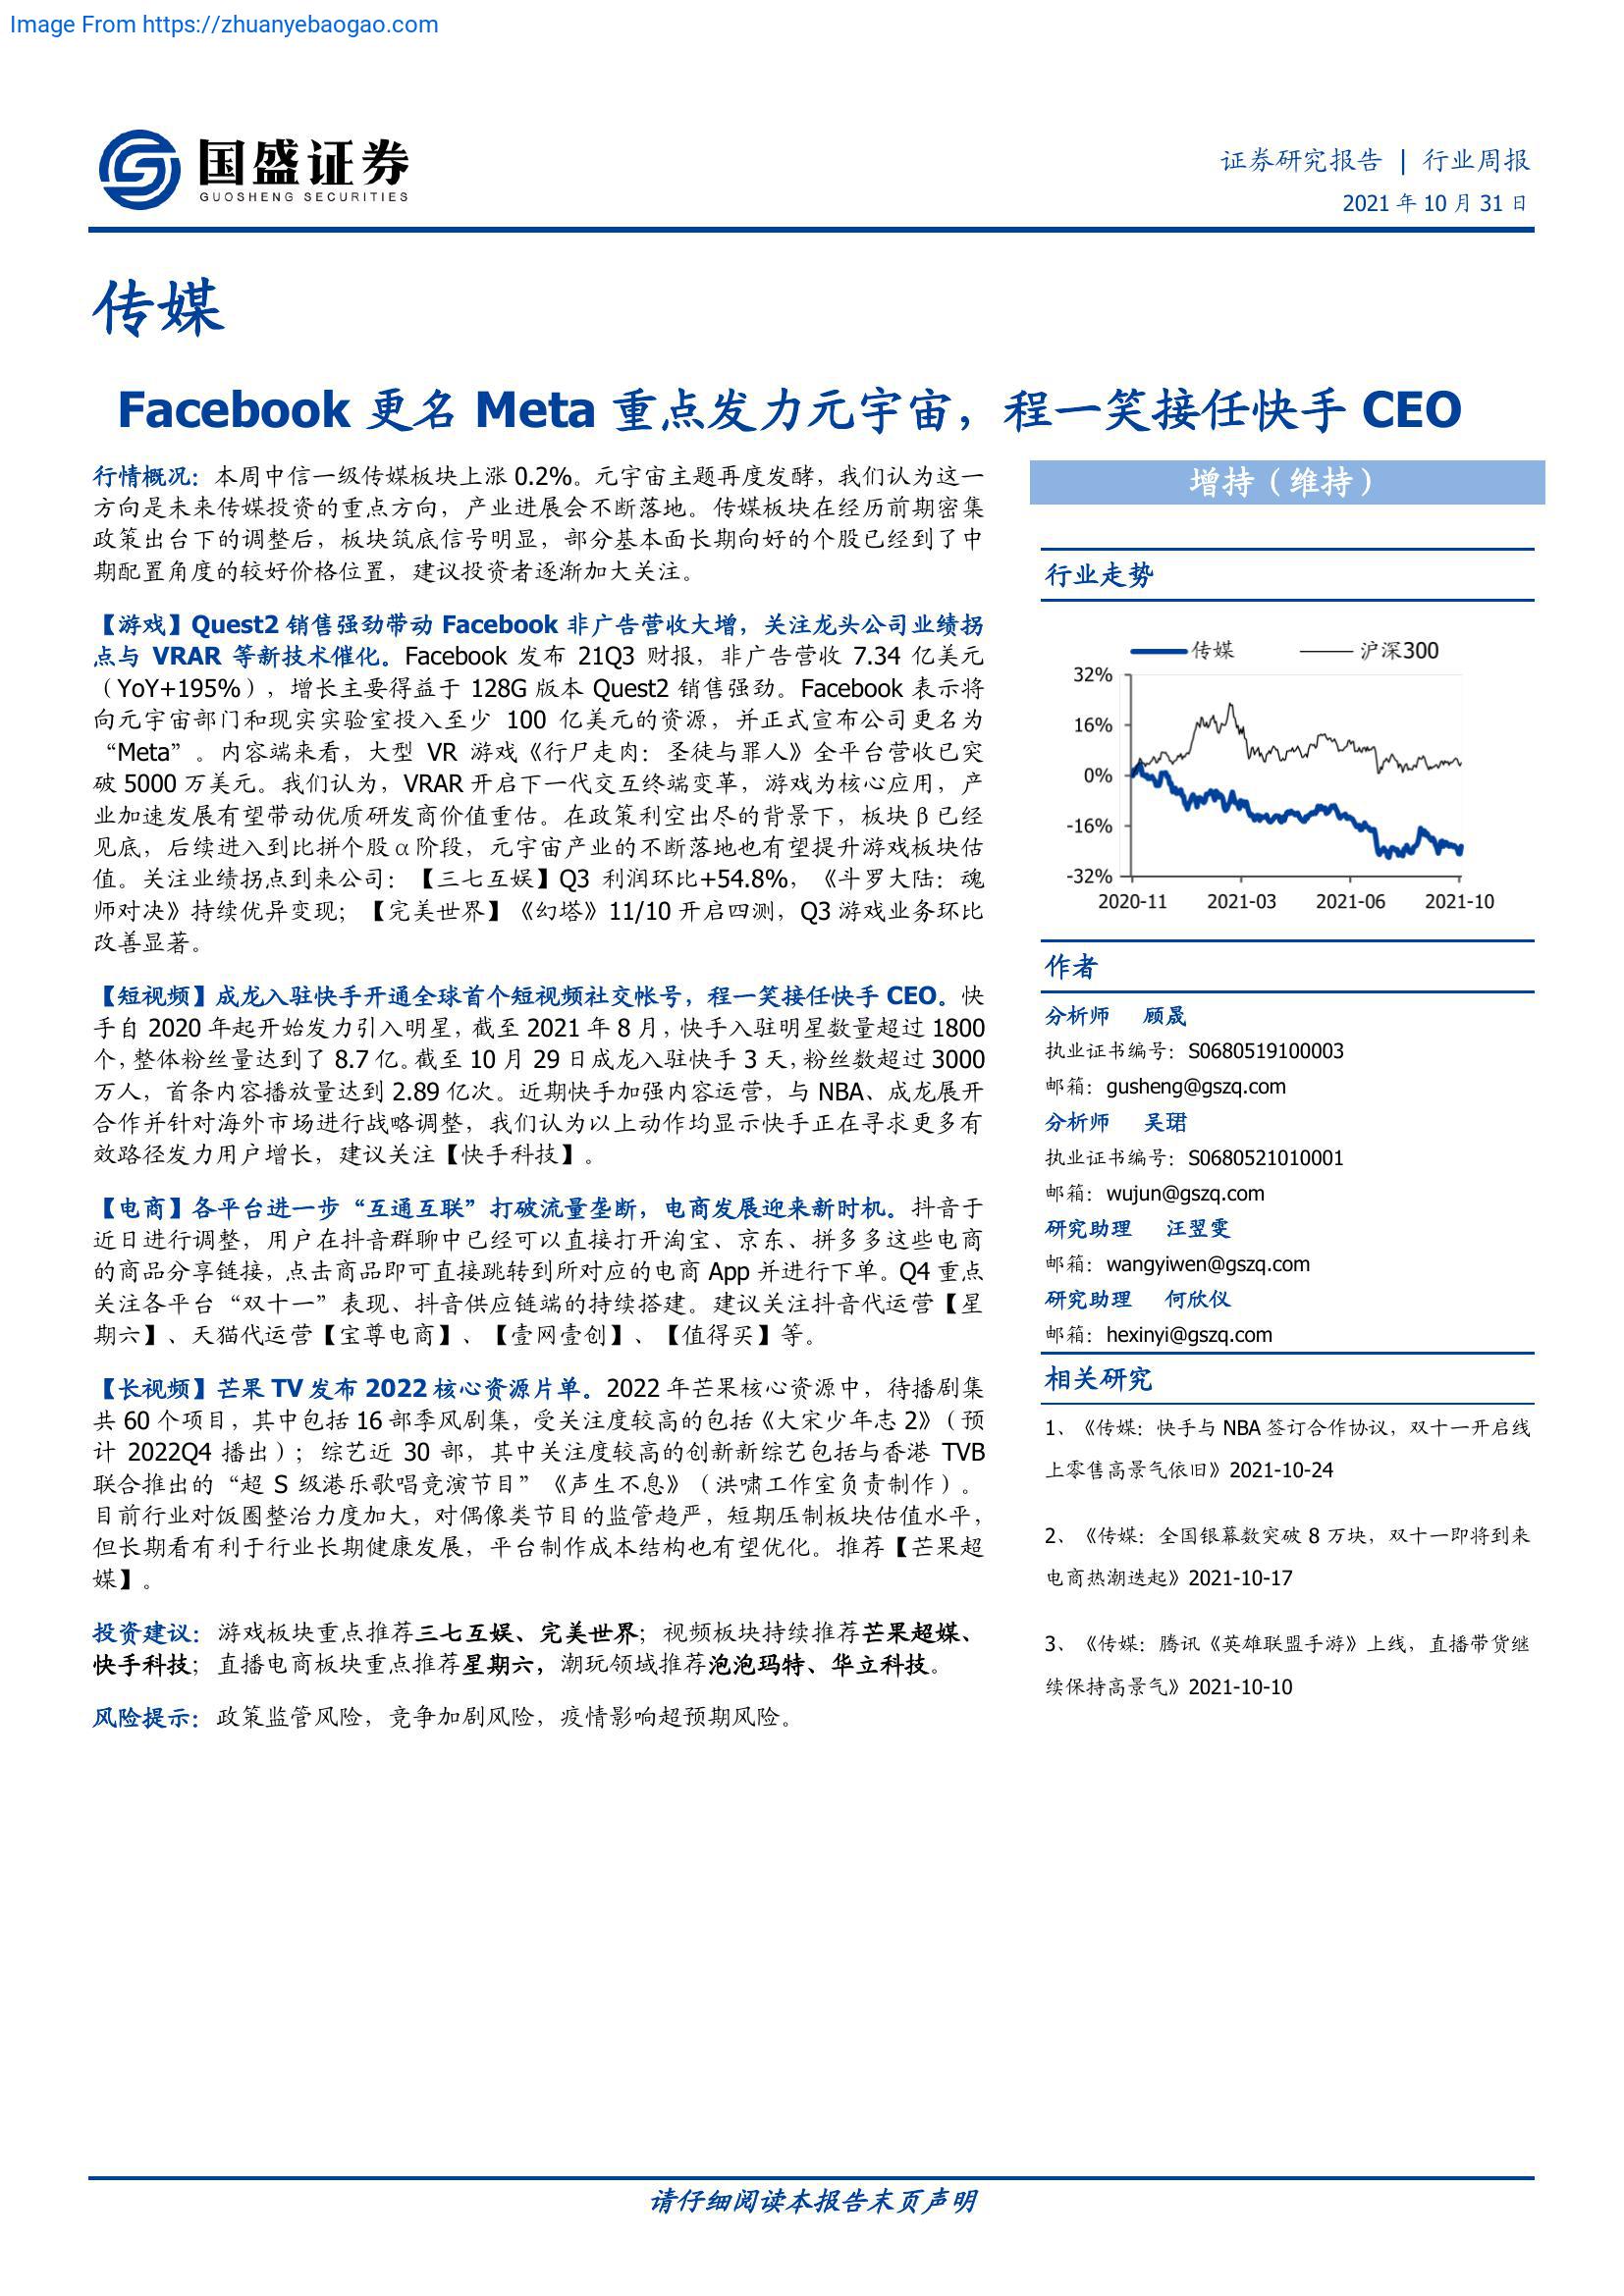 Image From https://zhuanyebaogao.com
国盛证券
GUOSHENG SECURITIES
证券研究报告 | 行业周报
2021 年 10 月 31 日
传媒
Facebook 更名 Meta 重点发力元宇宙，程一笑接任快手 CEO
行情概况：本周中信一级传媒板块上涨 0.2%。元宇宙主题再度发酵，我们认为这一
方向是未来传媒投资的重点方向，产业进展会不断落地。传媒板块在经历前期密集
政策出台下的调整后，板块筑底信号明显，部分基本面长期向好的个股已经到了中
期配置角度的较好价格位置，建议投资者逐渐加大关注。
【游戏】Quest2 销售强劲带动 Facebook 非广告营收大增，关注龙头公司业绩拐
点与 VRAR 等新技术催化。Facebook 发布 21Q3 财报，非广告营收 7.34 亿美元
（YoY+195%），增长主要得益于 128G 版本 Quest2 销售强劲。Facebook 表示将
向元宇宙部门和现实实验室投入至少 100 亿美元的资源，并正式宣布公司更名为
“Meta”。内容端来看，大型 VR 游戏《行尸走肉：圣徒与罪人》全平台营收已突
破 5000 万美元。我们认为，VRAR 开启下一代交互终端变革，游戏为核心应用，产
业加速发展有望带动优质研发商价值重估。在政策利空出尽的背景下，板块β已经
见底，后续进入到比拼个股α阶段，元宇宙产业的不断落地也有望提升游戏板块估
值。关注业绩拐点到来公司：【三七互娱】Q3 利润环比+54.8%，《斗罗大陆：魂
师对决》持续优异变现；【完美世界】《幻塔》11/10 开启四测，Q3 游戏业务环比
改善显著。
【短视频】成龙入驻快手开通全球首个短视频社交帐号，程一笑接任快手 CEO。快
手自 2020 年起开始发力引入明星，截至 2021 年 8 月，快手入驻明星数量超过 1800
个，整体粉丝量达到了 8.7 亿。截至 10 月 29 日成龙入驻快手 3 天，粉丝数超过 3000
万人，首条内容播放量达到 2.89 亿次。近期快手加强内容运营，与 NBA、成龙展开
合作并针对海外市场进行战略调整，我们认为以上动作均显示快手正在寻求更多有
效路径发力用户增长，建议关注【快手科技】。
【电商】各平台进一步“互通互联”打破流量垄断，电商发展迎来新时机。抖音于
近日进行调整，用户在抖音群聊中已经可以直接打开淘宝、京东、拼多多这些电商
的商品分享链接，点击商品即可直接跳转到所对应的电商 App 并进行下单。Q4 重点
关注各平台“双十一”表现、抖音供应链端的持续搭建。建议关注抖音代运营【星
期六】、天猫代运营【宝尊电商】、【壹网壹创】、【值得买】等。
【长视频】芒果 TV 发布 2022 核心资源片单。2022 年芒果核心资源中，待播剧集
共 60 个项目，其中包括 16 部季风剧集，受关注度较高的包括《大宋少年志 2》（预
计 2022Q4 播出）；综艺近 30 部，其中关注度较高的创新新综艺包括与香港 TVB
联合推出的“超 S 级港乐歌唱竞演节目”《声生不息》（洪啸工作室负责制作）。
目前行业对饭圈整治力度加大，对偶像类节目的监管趋严，短期压制板块估值水平，
但长期看有利于行业长期健康发展，平台制作成本结构也有望优化。推荐【芒果超
媒】。
投资建议：游戏板块重点推荐三七互娱、完美世界；视频板块持续推荐芒果超媒、
快手科技；直播电商板块重点推荐星期六，潮玩领域推荐泡泡玛特、华立科技。
风险提示：政策监管风险，竞争加剧风险，疫情影响超预期风险。
增持（维持）
行业走势
传媒 沪深300
32%
16%
0%
-16%
-32%
2020-11 2021-03 2021-06 2021-10
作者
分析师 顾晟
执业证书编号：S0680519100003
邮箱：gusheng@gszq.com
分析师 吴珺
执业证书编号：S0680521010001
邮箱：wujun@gszq.com
研究助理 汪翌雯
邮箱：wangyiwen@gszq.com
研究助理 何欣仪
邮箱：hexinyi@gszq.com
相关研究
1、《传媒：快手与 NBA 签订合作协议，双十一开启线
上零售高景气依旧》2021-10-24
2、《传媒：全国银幕数突破 8 万块，双十一即将到来
电商热潮迭起》2021-10-17
3、《传媒：腾讯《英雄联盟手游》上线，直播带货继
续保持高景气》2021-10-10
请仔细阅读本报告末页声明